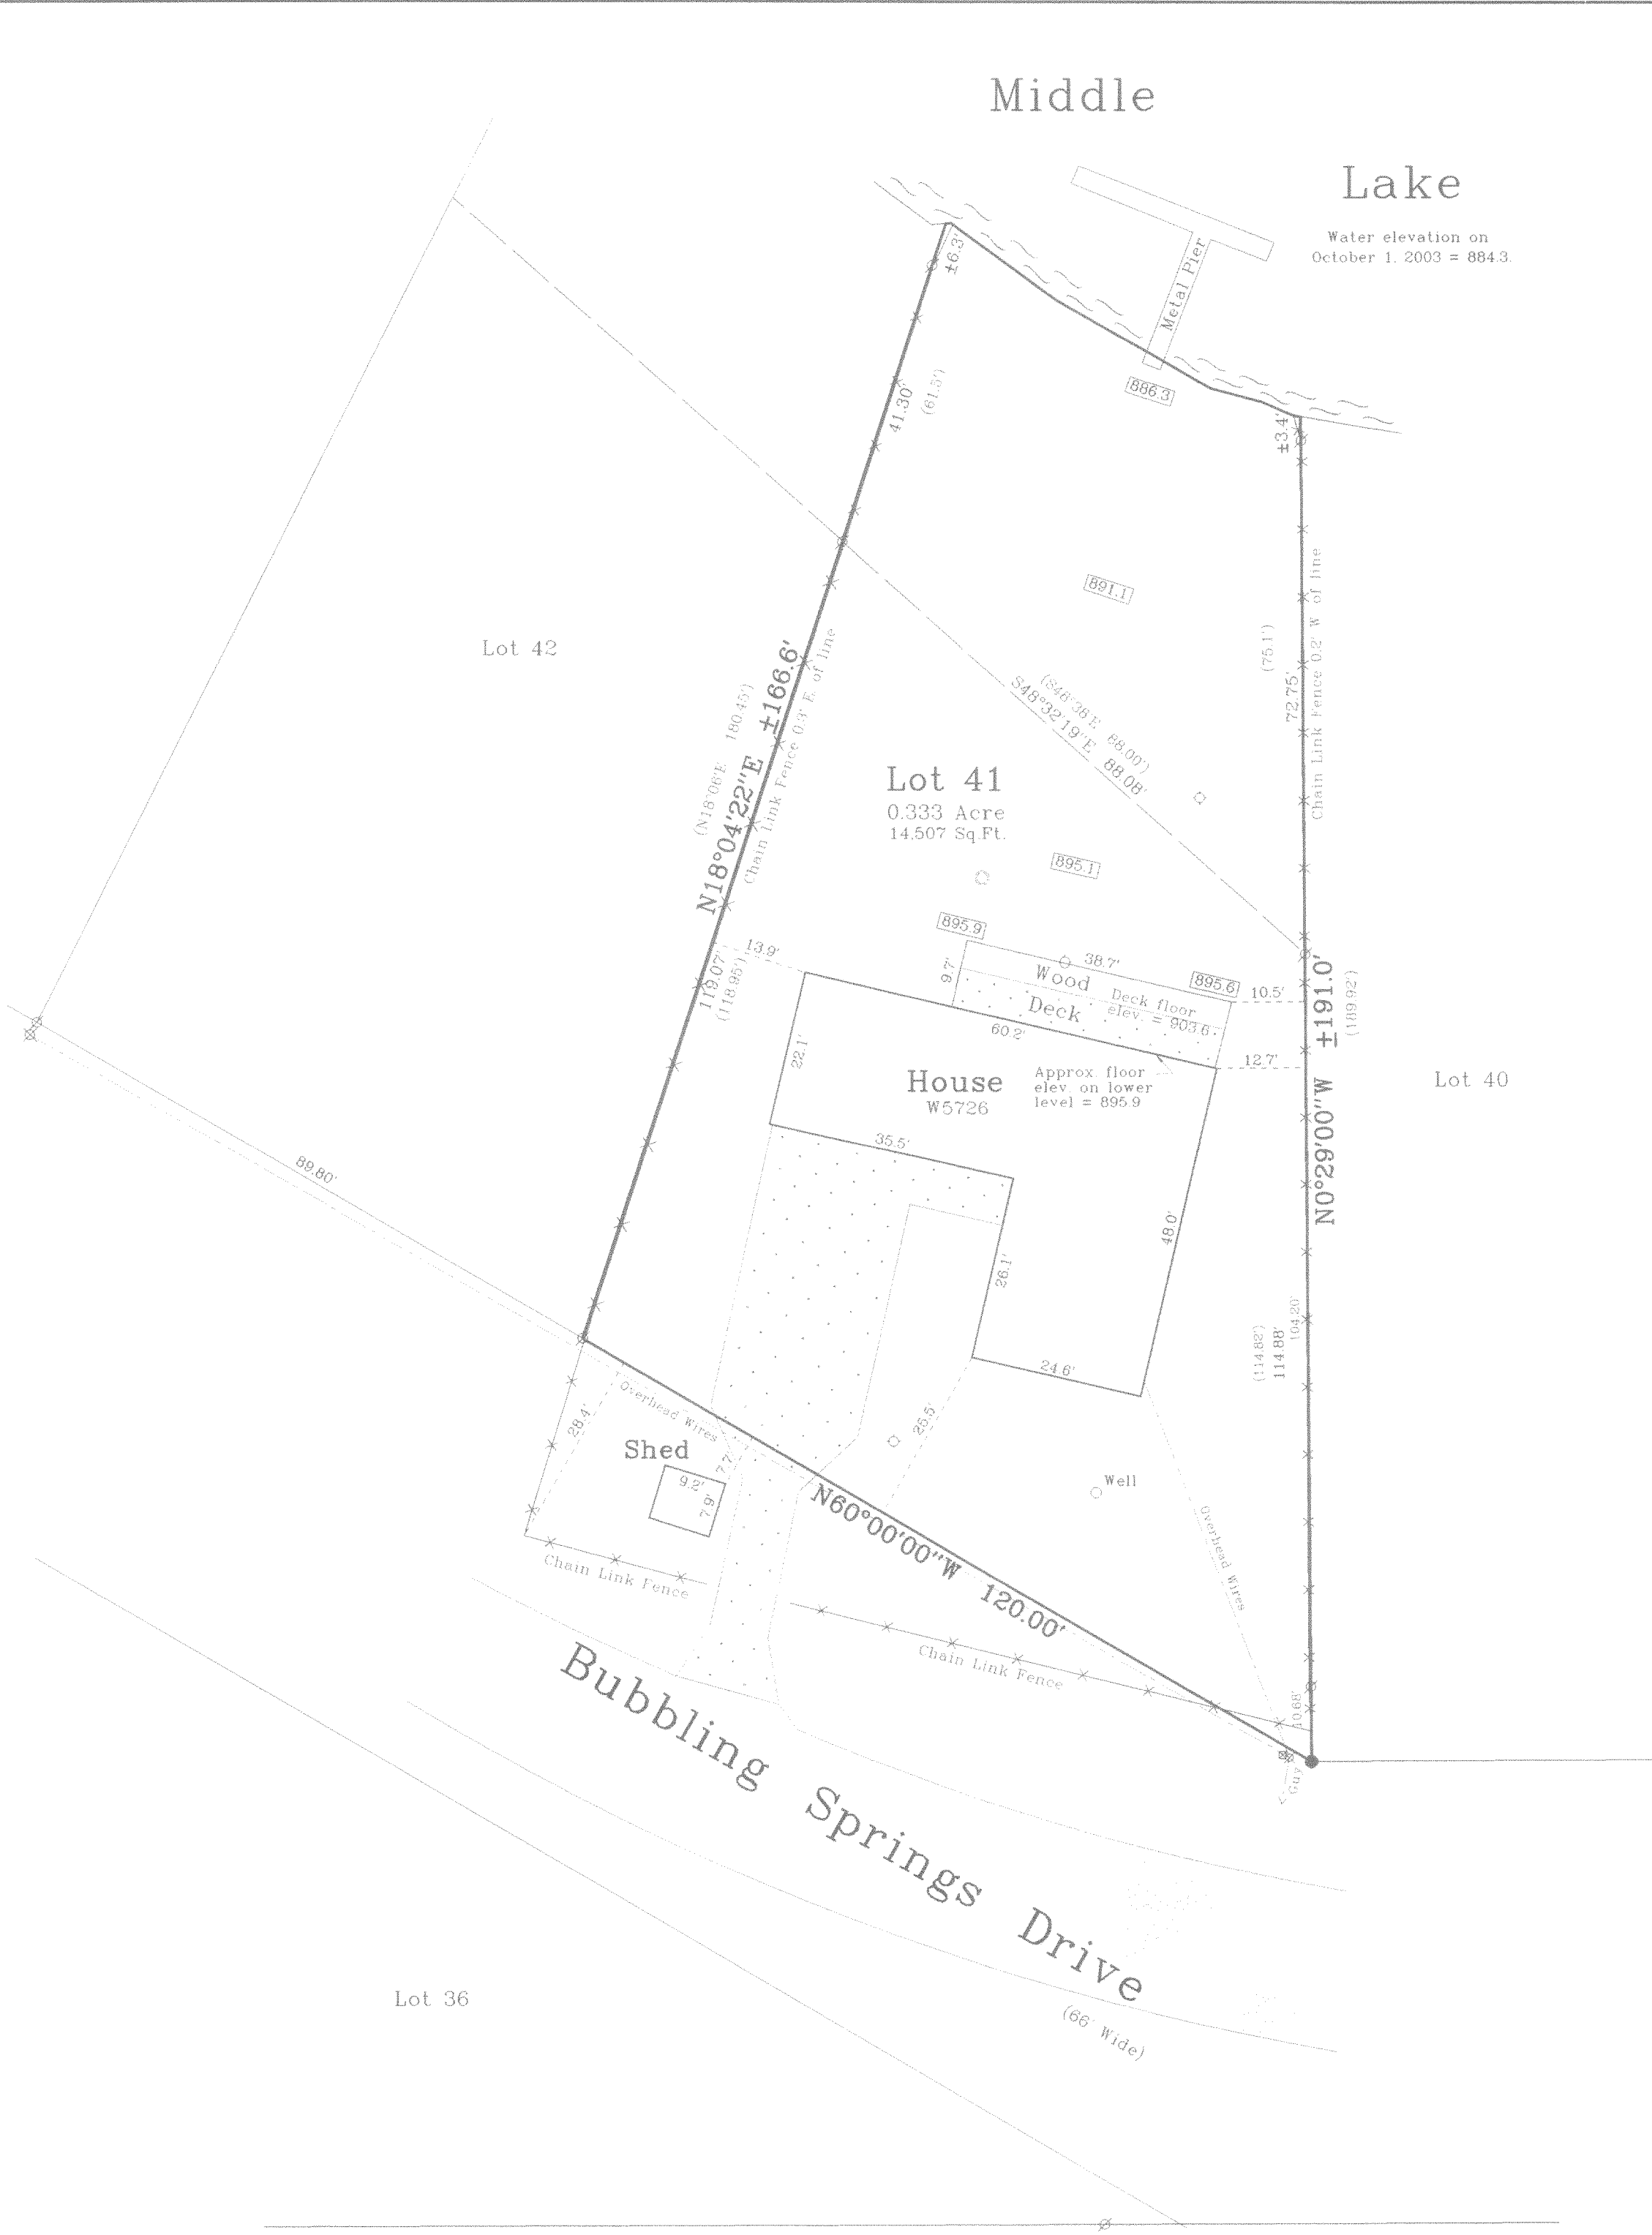 Middle
Lake
Water elevation on
October 1, 2003 = 884.3.
Metal Pier
±6.3'
41.30'
(61.5')
886.3
±3.4'
891.1
Lot 42
(N18°08'E 180.45')
N18°04'22"E ±166.6'
Chain Link Fence 0.3' E. of line
(S48°38'E 88.00')
S48°32'19"E 88.08'
(75.1')
72.75'
Chain Link Fence 0.2' W. of line
Lot 41
0.333 Acre
14,507 Sq.Ft.
895.1
895.9
13.9'
119.07'
(118.95')
9.7'
38.7'
Wood
Deck
Deck floor
elev. = 903.6
895.6
10.5'
60.2'
12.7'
22.1'
House
W5726
Approx. floor
elev. on lower
level = 895.9
N0°29'00"W ±191.0'
(189.92')
Lot 40
89.80'
35.5'
26.1'
48.0'
24.6'
(114.82')
114.88'
104.20'
Overhead Wires
28.4'
Shed
9.2'
7.9'
7.7'
25.5'
Well
Overhead Wires
N60°00'00"W 120.00'
Chain Link Fence
Chain Link Fence
10.68'
Guy
Bubbling Springs Drive
(66' Wide)
Lot 36